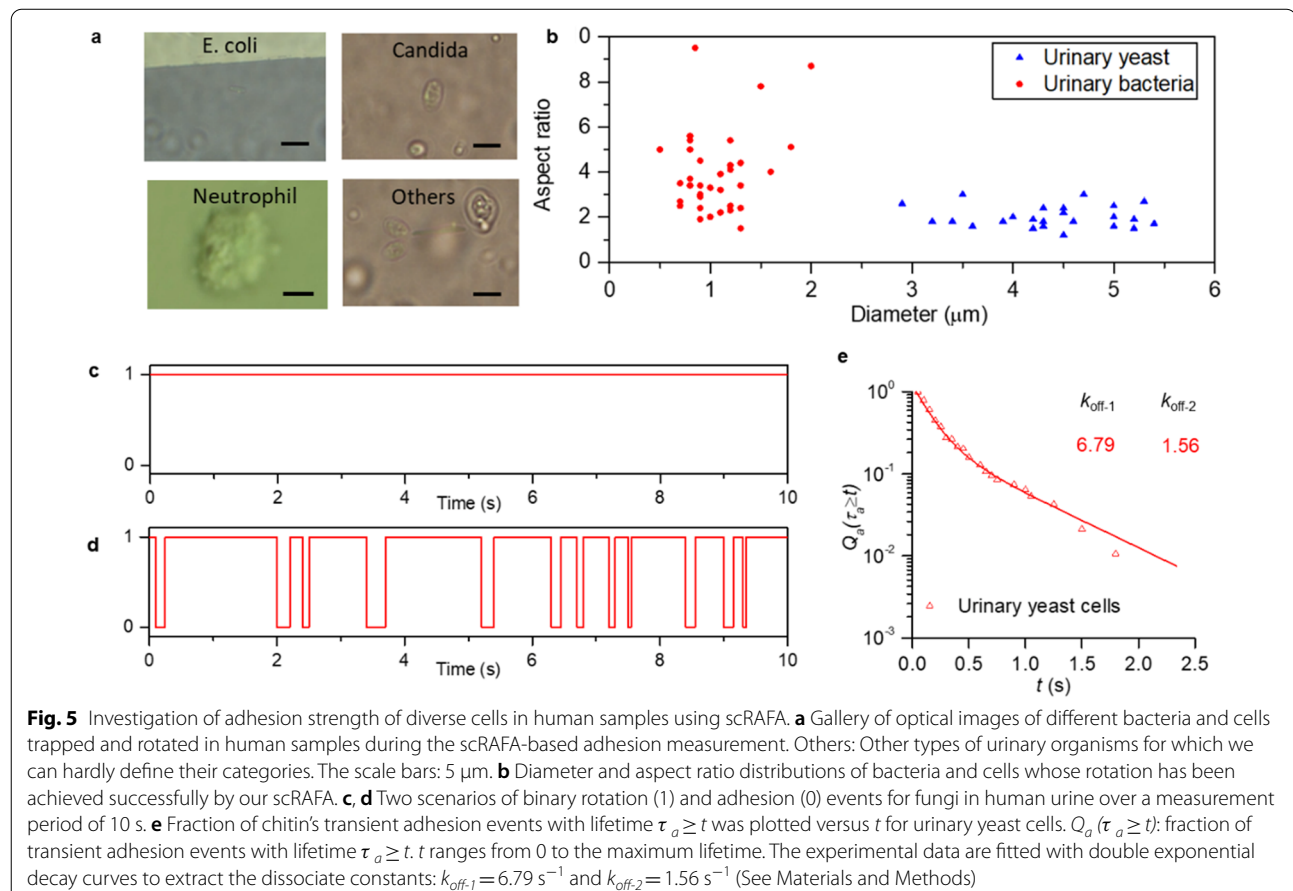 a
E. coli
Candida
Neutrophil
Others
b
0
8
6
4
2
0
Aspect ratio
Urinary yeast
Urinary bacteria
0 1 2 3 4 5 6
Diameter (μm)
c
1
0
0 2 4 6 8 10
Time (s)
d
1
0
0 2 4 6 8 10
Time (s)
e
10⁰
10⁻¹
10⁻²
10⁻³
Qₐ(τₐ≥t)
k_off-1 k_off-2
6.79 1.56
Urinary yeast cells
0.0 0.5 1.0 1.5 2.0 2.5
t (s)
Fig. 5 Investigation of adhesion strength of diverse cells in human samples using scRAFA. a Gallery of optical images of different bacteria and cells
trapped and rotated in human samples during the scRAFA-based adhesion measurement. Others: Other types of urinary organisms for which we
can hardly define their categories. The scale bars: 5 μm. b Diameter and aspect ratio distributions of bacteria and cells whose rotation has been
achieved successfully by our scRAFA. c, d Two scenarios of binary rotation (1) and adhesion (0) events for fungi in human urine over a measurement
period of 10 s. e Fraction of chitin's transient adhesion events with lifetime τ ₐ ≥ t was plotted versus t for urinary yeast cells. Qₐ (τ ₐ ≥ t): fraction of
transient adhesion events with lifetime τ ₐ ≥ t. t ranges from 0 to the maximum lifetime. The experimental data are fitted with double exponential
decay curves to extract the dissociate constants: k_off-1 = 6.79 s⁻¹ and k_off-2 = 1.56 s⁻¹ (See Materials and Methods)